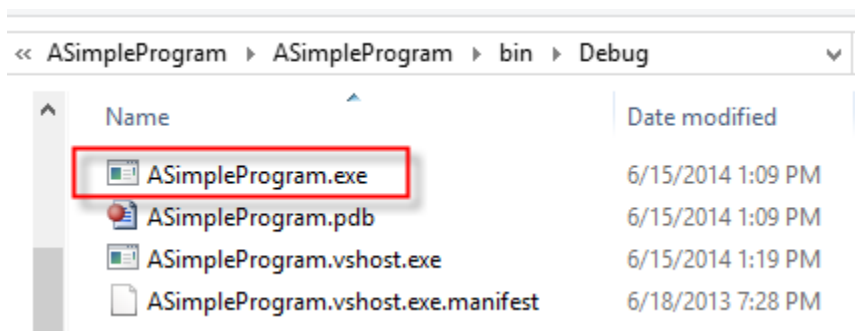 « ASimpleProgram ▸ ASimpleProgram ▸ bin ▸ Debug
Name Date modified
ASimpleProgram.exe 6/15/2014 1:09 PM
ASimpleProgram.pdb 6/15/2014 1:09 PM
ASimpleProgram.vshost.exe 6/15/2014 1:19 PM
ASimpleProgram.vshost.exe.manifest 6/18/2013 7:28 PM